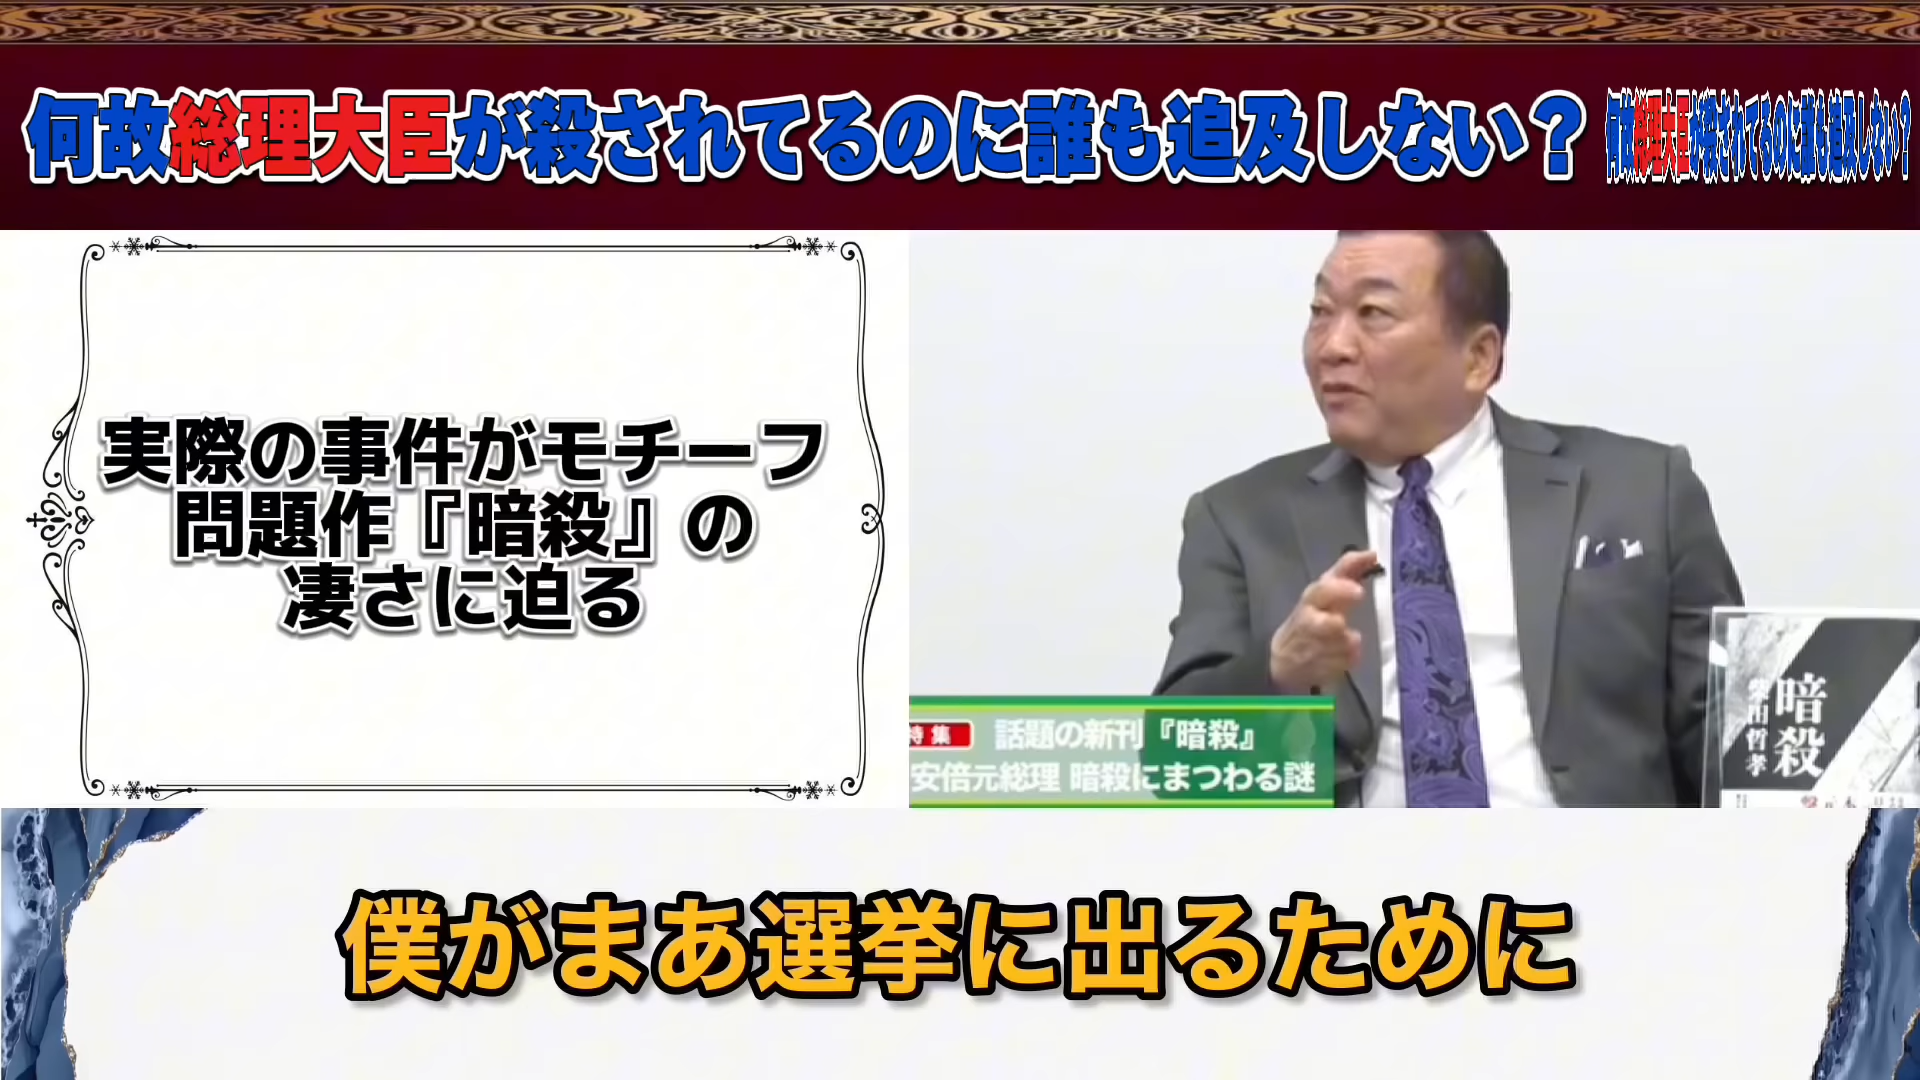 何故総理大臣が殺されてるのに誰も追及しない？
何故総理大臣が殺されてるのに誰も追及しない？
実際の事件がモチーフ
問題作『暗殺』の
凄さに迫る
特集
話題の新刊『暗殺』
安倍元総理 暗殺にまつわる謎
暗殺
柴田哲孝
僕がまあ選挙に出るために